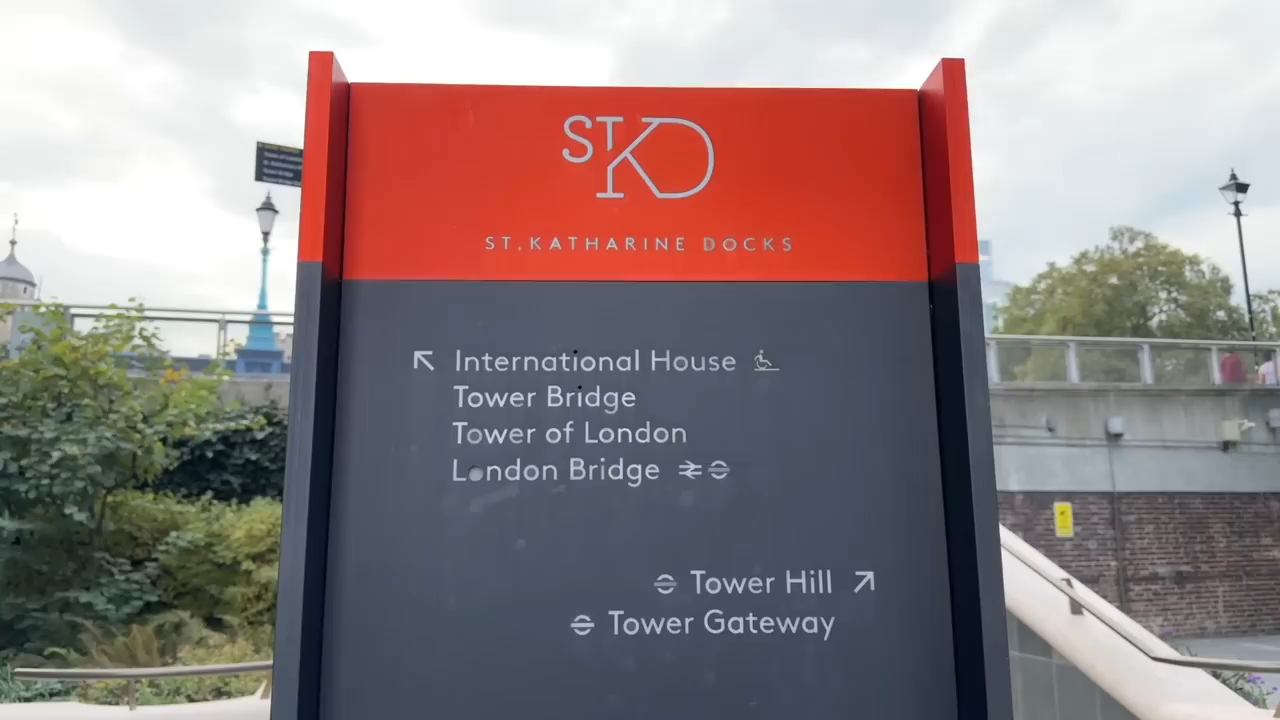 STKD
ST. KATHARINE DOCKS
International House
Tower Bridge
Tower of London
London Bridge
Tower Hill
Tower Gateway